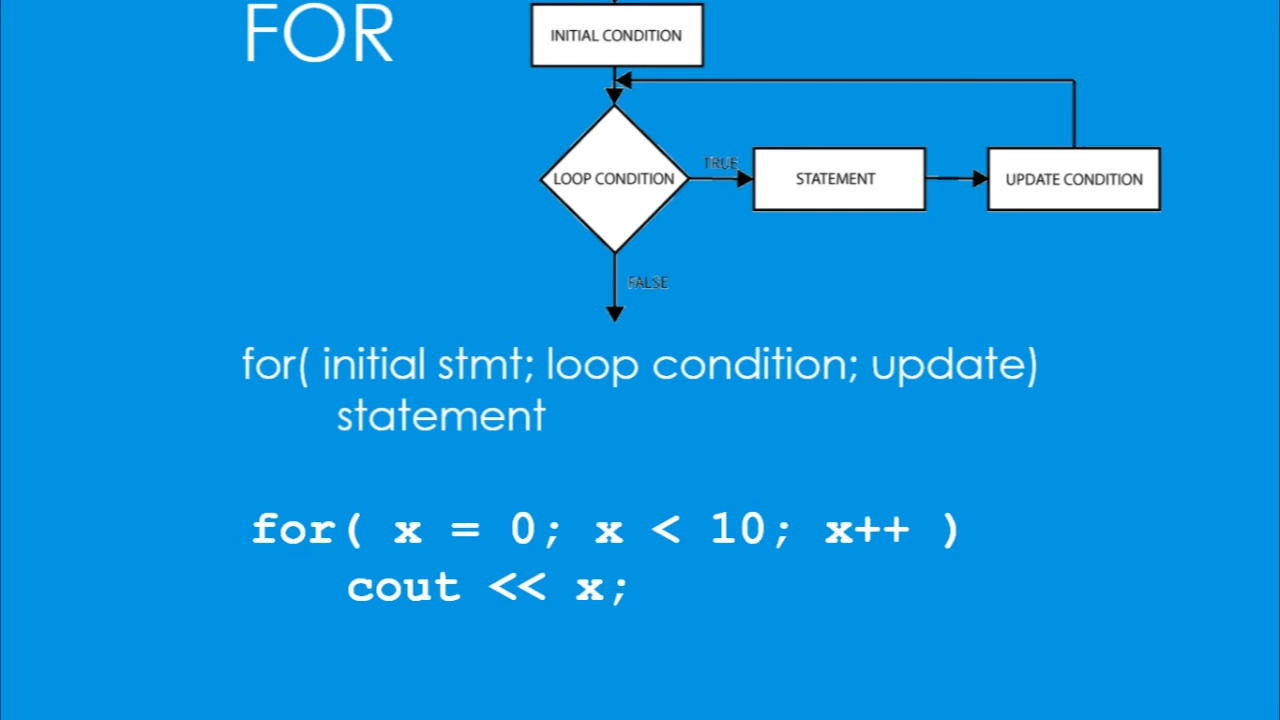 FOR
INITIAL CONDITION
LOOP CONDITION
TRUE
STATEMENT
UPDATE CONDITION
FALSE
for( initial stmt; loop condition; update)
statement
for( x = 0; x < 10; x++ )
cout << x;